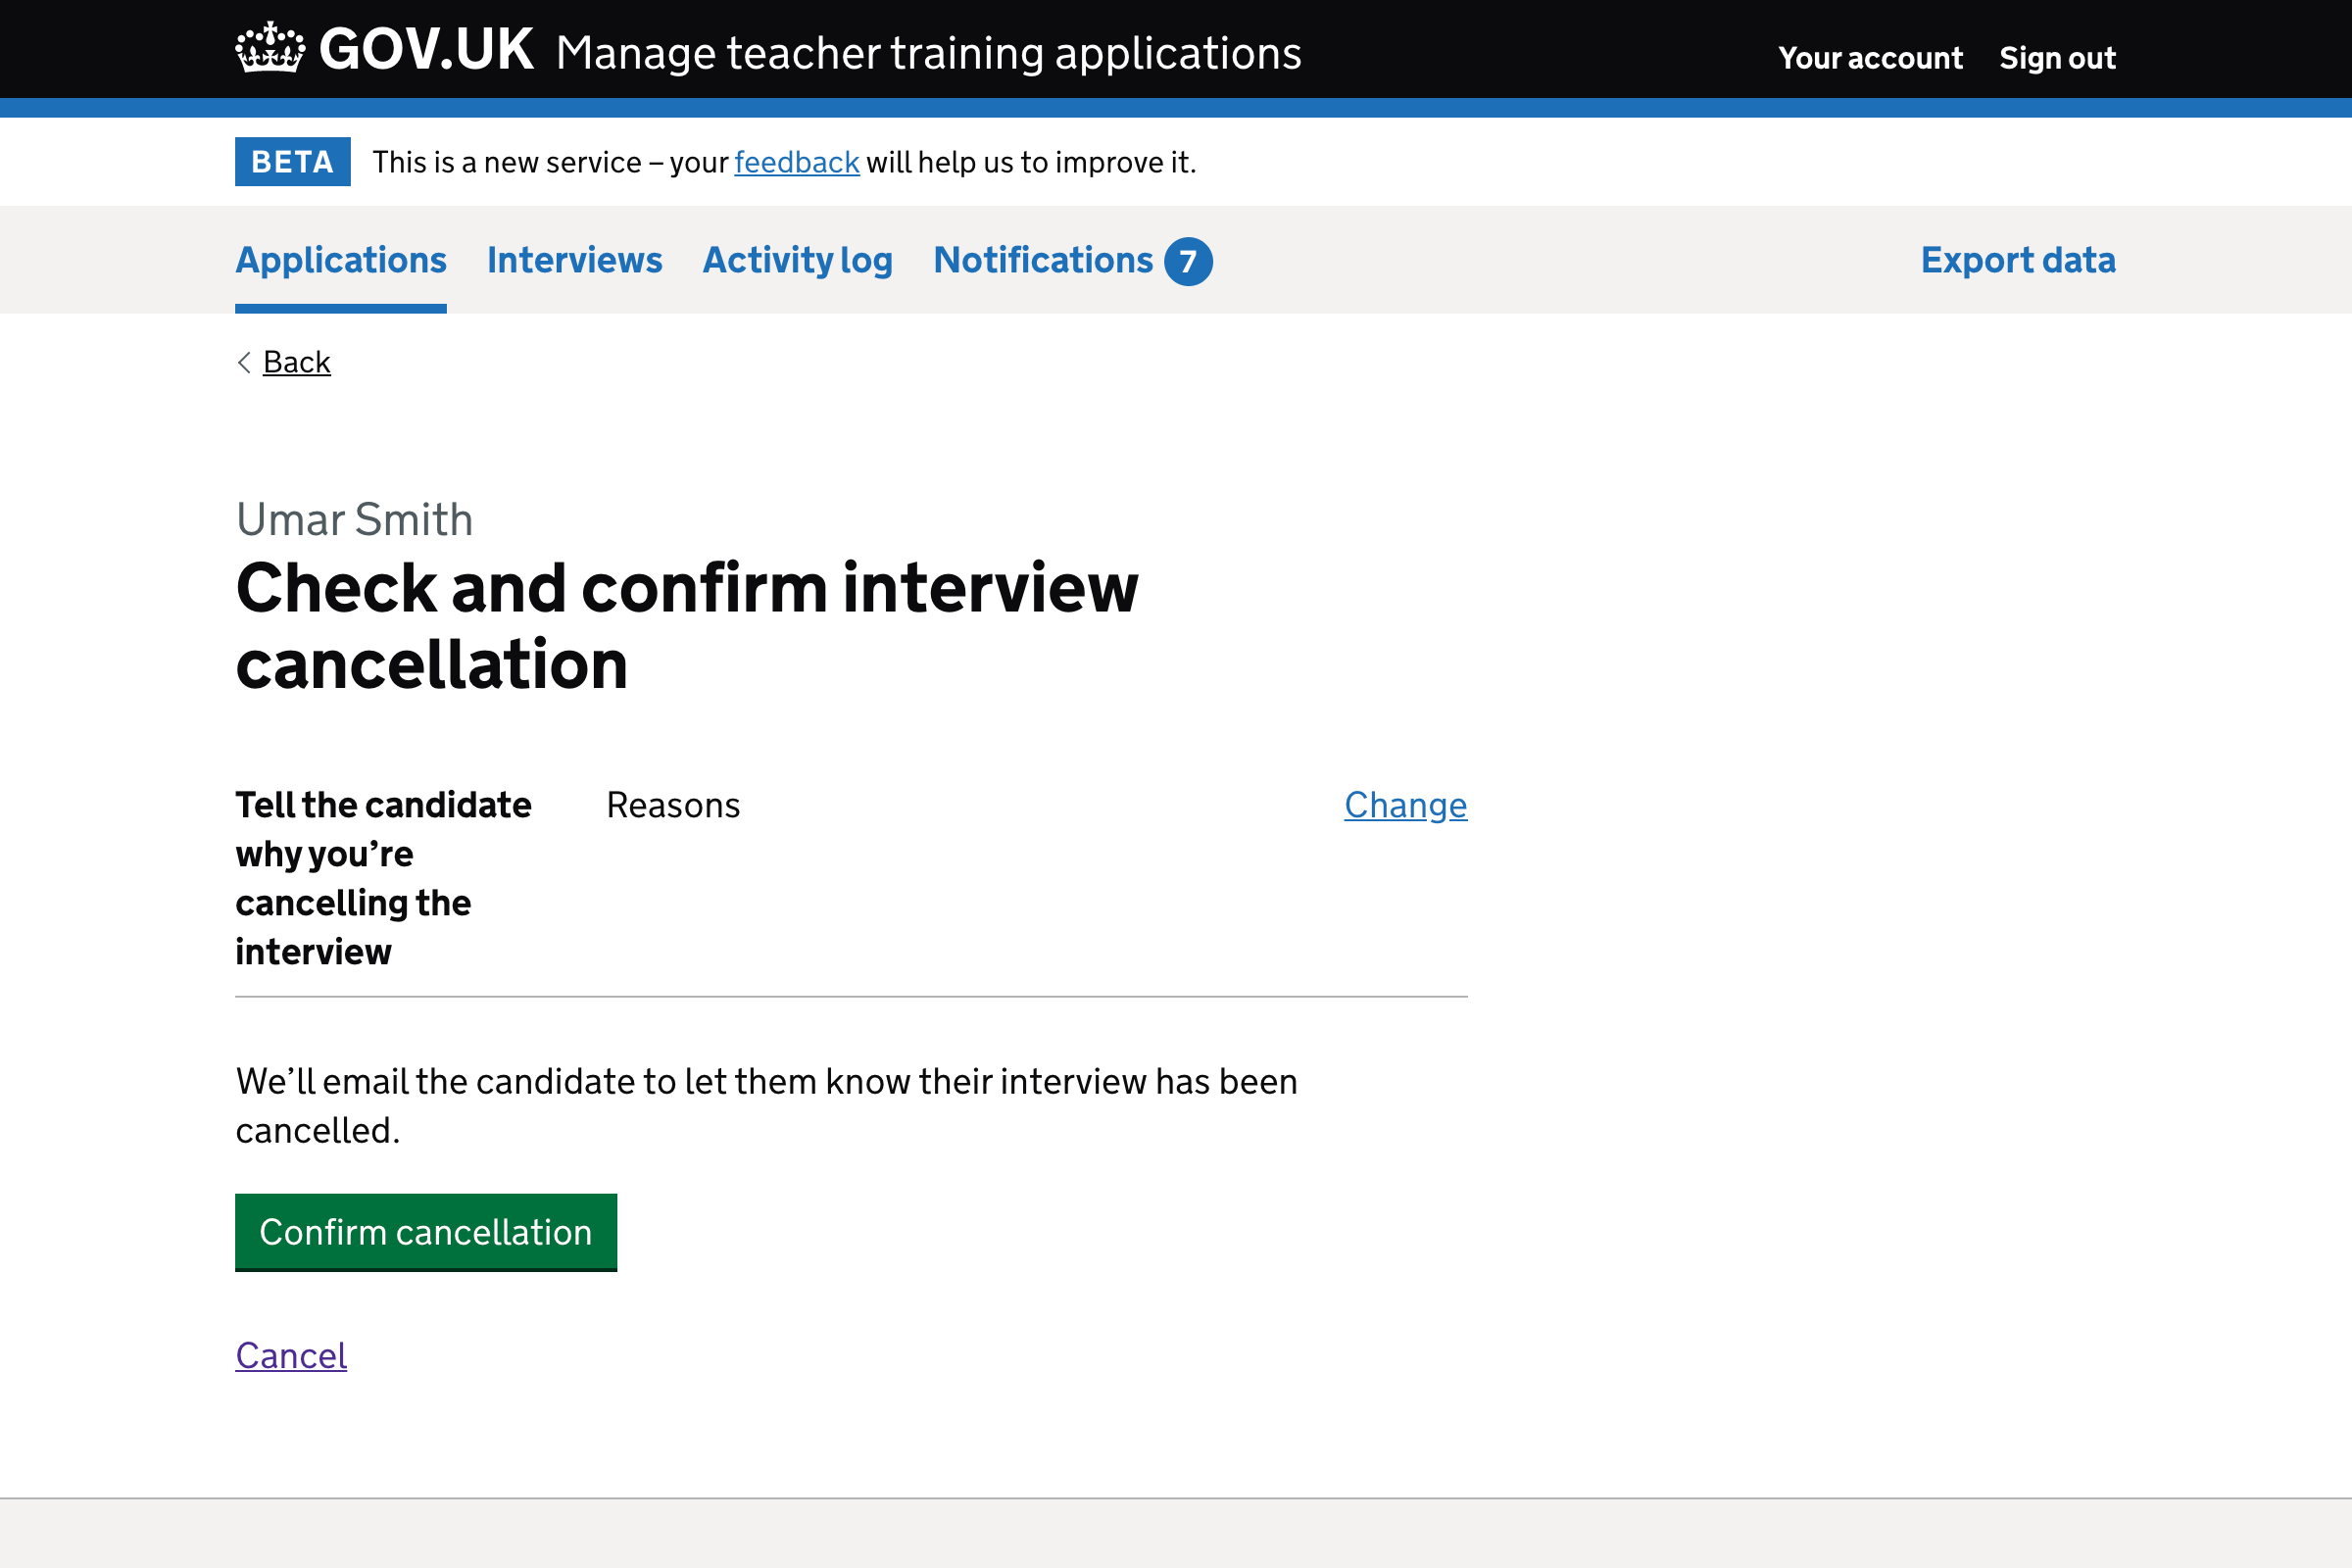 GOV.UK Manage teacher training applications
Your account Sign out
BETA This is a new service – your feedback will help us to improve it.
Applications Interviews Activity log Notifications 7 Export data
Back
Umar Smith
Check and confirm interview
cancellation
Tell the candidate Reasons Change
why you’re
cancelling the
interview
We’ll email the candidate to let them know their interview has been
cancelled.
Confirm cancellation
Cancel